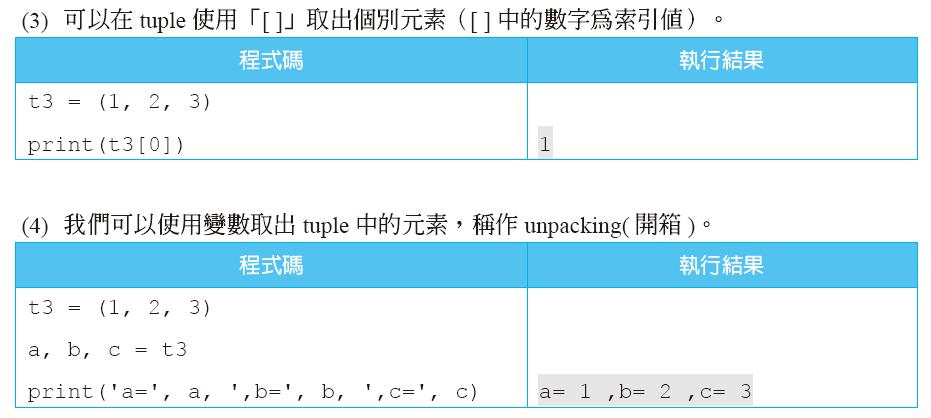 (3) 可以在 tuple 使用「[ ]」取出個別元素（[ ] 中的數字為索引值）。
程式碼 執行結果
t3 = (1, 2, 3)
print(t3[0]) 1
(4) 我們可以使用變數取出 tuple 中的元素，稱作 unpacking( 開箱 )。
程式碼 執行結果
t3 = (1, 2, 3)
a, b, c = t3
print('a=', a, ',b=', b, ',c=', c) a= 1 ,b= 2 ,c= 3